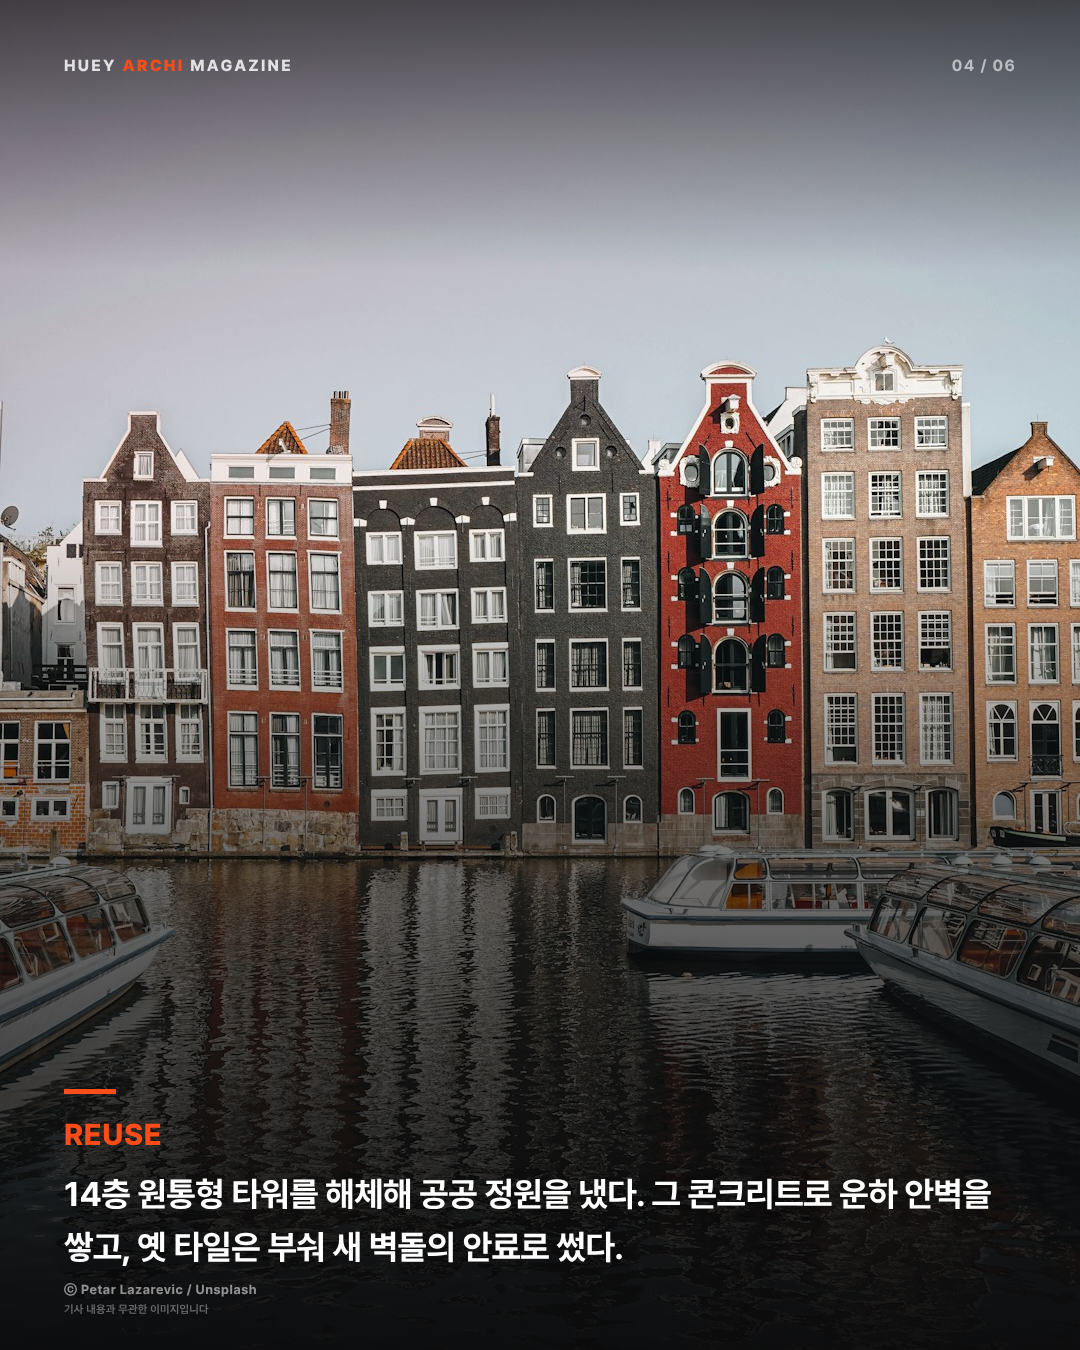 HUEY ARCHI MAGAZINE
04 / 06
REUSE
14층 원통형 타워를 해체해 공공 정원을 냈다. 그 콘크리트로 운하 안벽을
쌓고, 옛 타일은 부숴 새 벽돌의 안료로 썼다.
© Petar Lazarevic / Unsplash
기사 내용과 무관한 이미지입니다